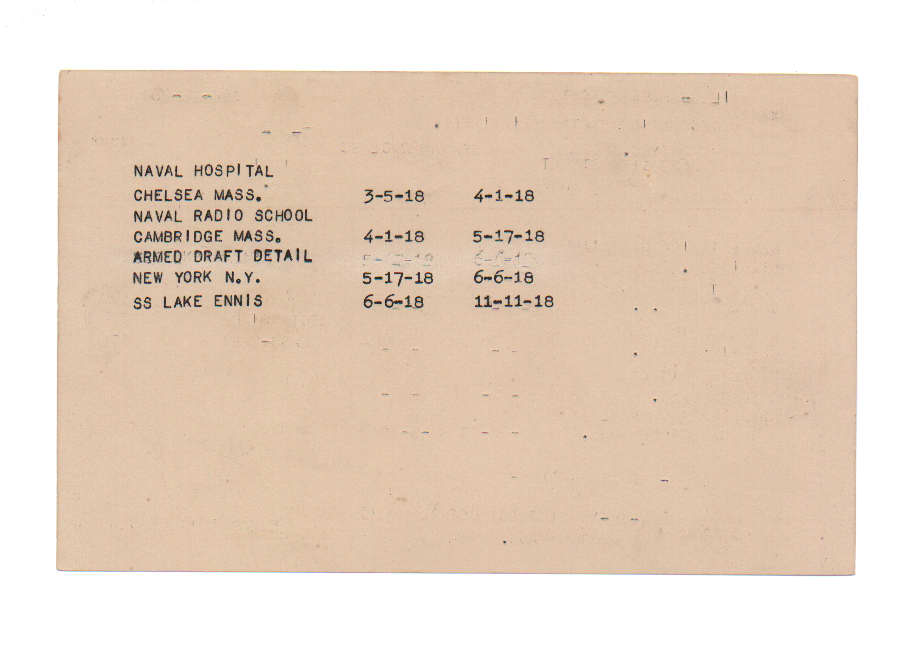 NAVAL HOSPITAL
CHELSEA MASS. 3-5-18 4-1-18
NAVAL RADIO SCHOOL
CAMBRIDGE MASS. 4-1-18 5-17-18
ARMED DRAFT DETAIL
NEW YORK N.Y. 5-17-18 6-6-18
SS LAKE ENNIS 6-6-18 11-11-18